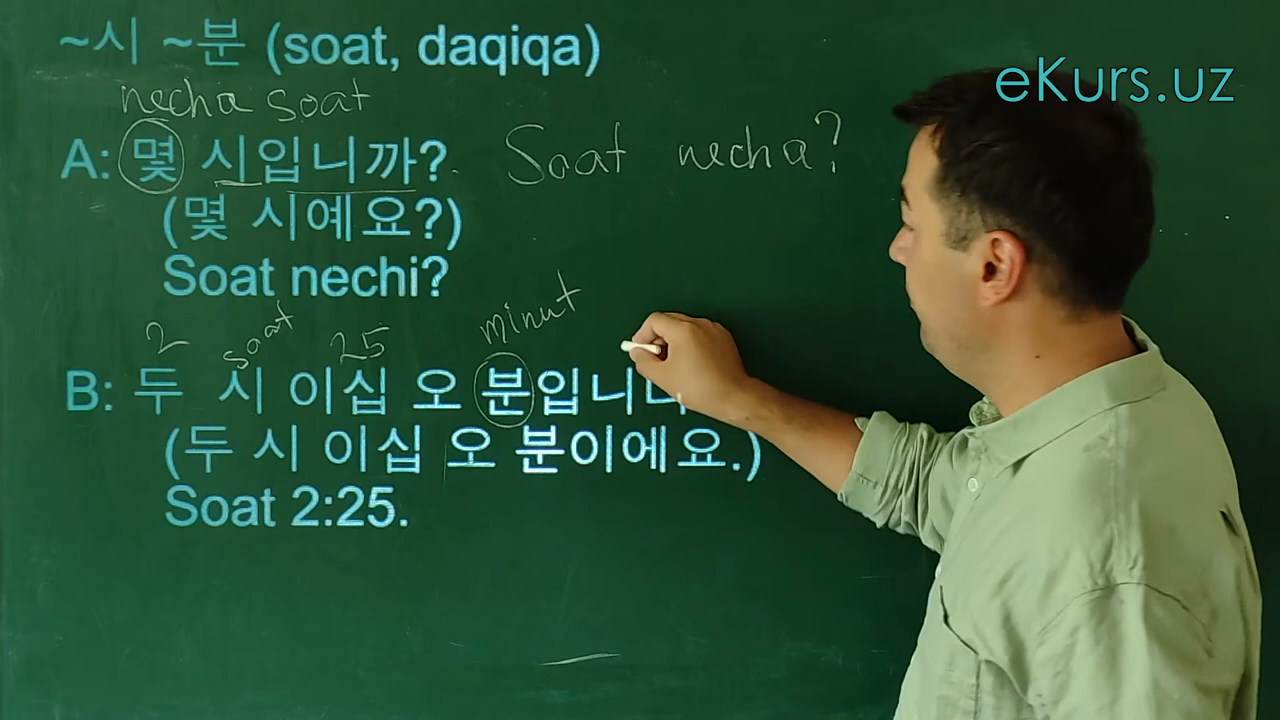 ~시 ~분 (soat, daqiqa)
eKurs.uz
necha soat
A: 몇 시입니까?
Soat necha?
(몇 시예요?)
Soat nechi?
2 soat 25 minut
B: 두 시 이십 오 분입니
(두 시 이십 오 분이에요.)
Soat 2:25.